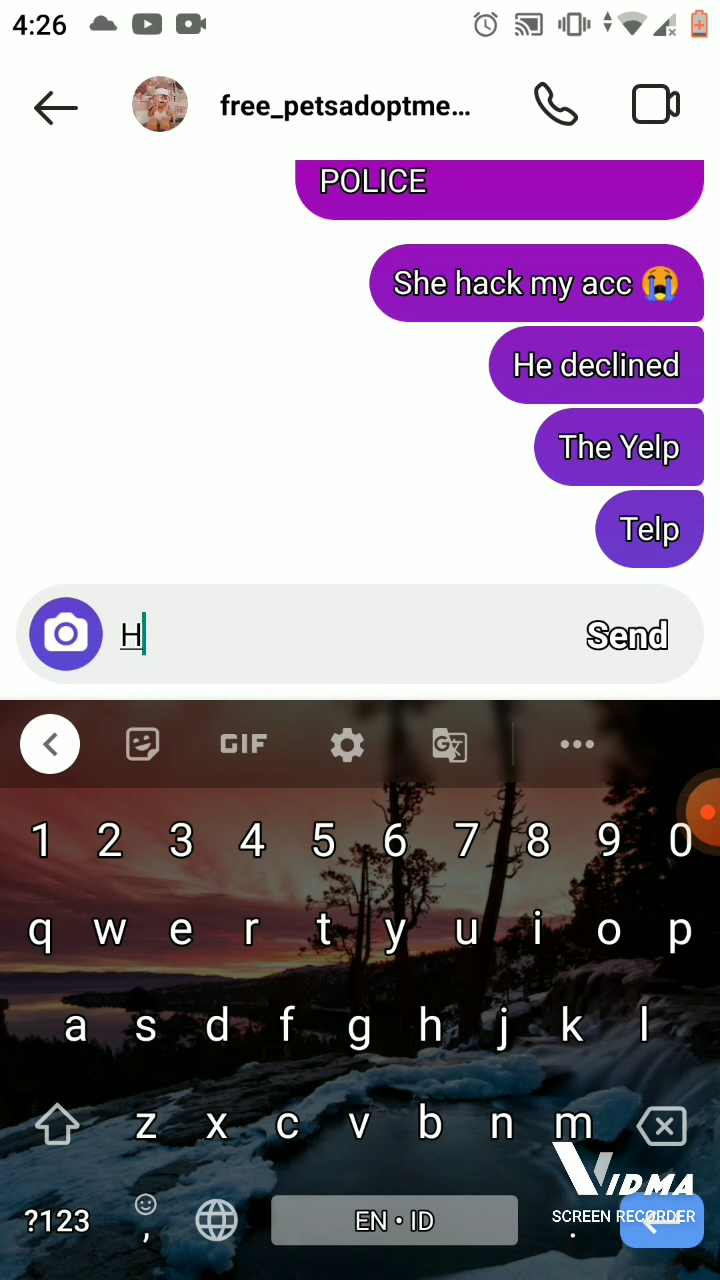 4:26
free_petsadoptme...
POLICE
She hack my acc 😭
He declined
The Yelp
Telp
H
Send
GIF
1 2 3 4 5 6 7 8 9 0
q w e r t y u i o p
a s d f g h j k l
z x c v b n m
?123 , EN • ID .
VIDMA
SCREEN RECORDER